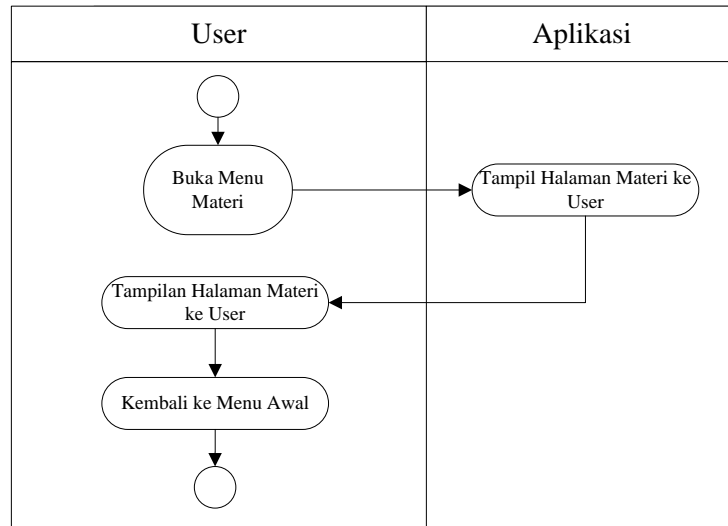 User
Aplikasi
Buka Menu
Materi
Tampil Halaman Materi ke
User
Tampilan Halaman Materi
ke User
Kembali ke Menu Awal